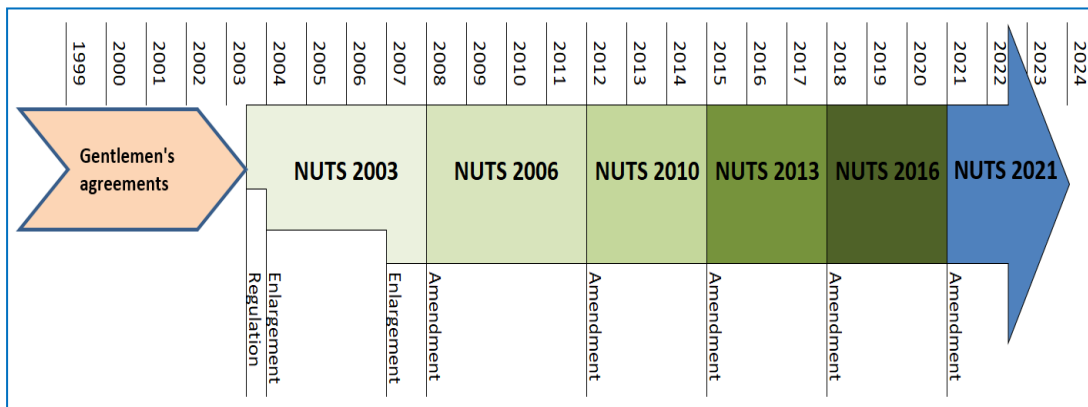 1999
2000
2001
2002
2003
2004
2005
2006
2007
2008
2009
2010
2011
2012
2013
2014
2015
2016
2017
2018
2019
2020
2021
2022
2023
2024
Gentlemen's
agreements
NUTS 2003
NUTS 2006
NUTS 2010
NUTS 2013
NUTS 2016
NUTS 2021
Regulation
Enlargement
Enlargement
Amendment
Amendment
Amendment
Amendment
Amendment